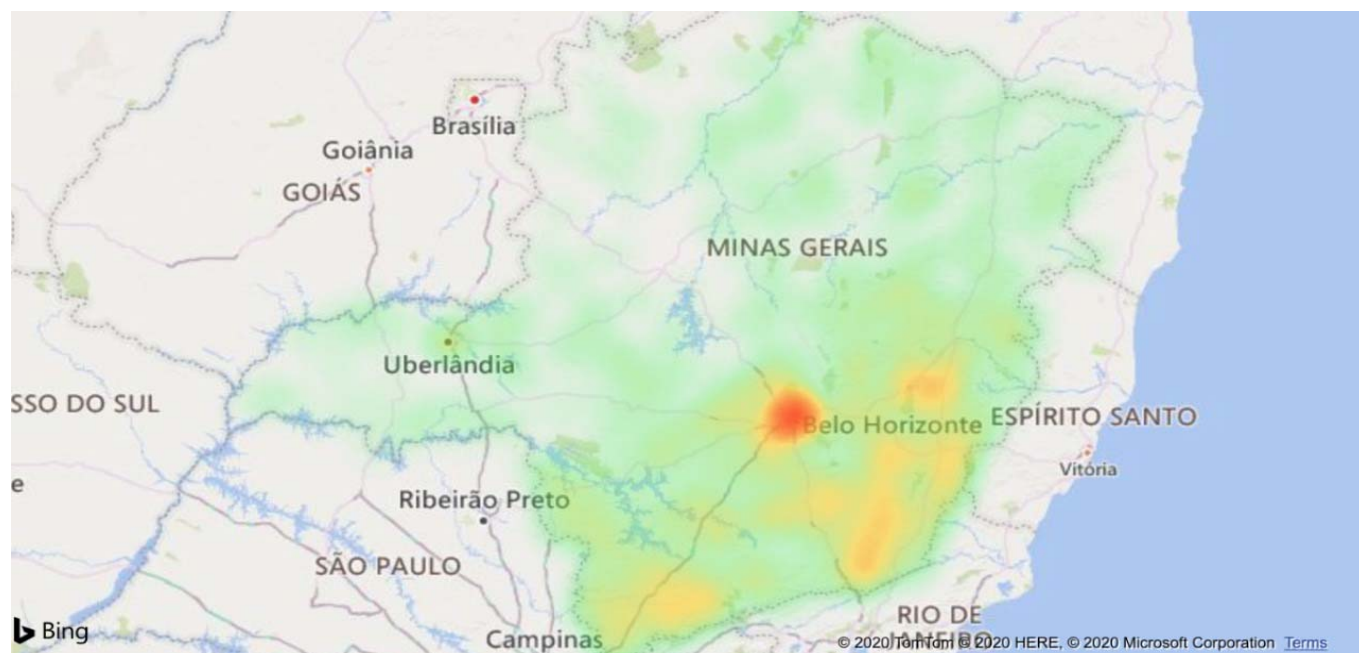 Brasília
Goiânia
GOIÁS
MINAS GERAIS
Uberlândia
SSO DO SUL
Belo Horizonte
ESPÍRITO SANTO
Vitória
e
Ribeirão Preto
SÃO PAULO
RIO DE
JANEIRO
Bing
Campinas
© 2020 TomTom © 2020 HERE, © 2020 Microsoft Corporation Terms